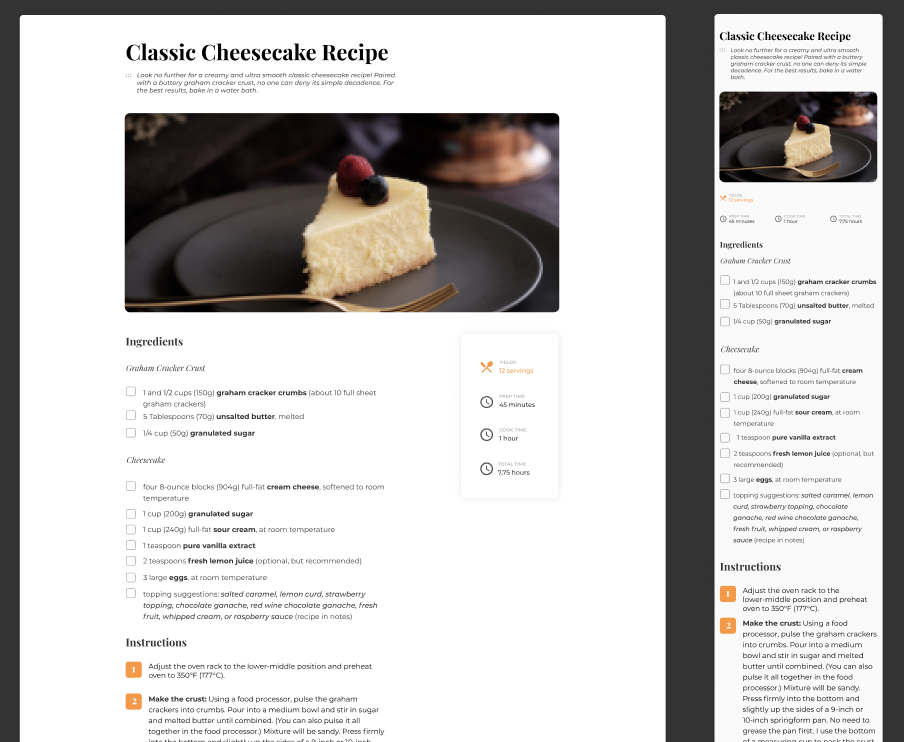 Classic Cheesecake Recipe
Look no further for a creamy and ultra smooth classic cheesecake recipe! Paired
with a buttery graham cracker crust, no one can deny its simple decadence. For
the best results, bake in a water bath.
Ingredients
Graham Cracker Crust
1 and 1/2 cups (150g) graham cracker crumbs (about 10 full sheet
graham crackers)
5 Tablespoons (70g) unsalted butter, melted
1/4 cup (50g) granulated sugar
Cheesecake
four 8-ounce blocks (904g) full-fat cream cheese, softened to room
temperature
1 cup (200g) granulated sugar
1 cup (240g) full-fat sour cream, at room temperature
1 teaspoon pure vanilla extract
2 teaspoons fresh lemon juice (optional, but recommended)
3 large eggs, at room temperature
topping suggestions: salted caramel, lemon curd, strawberry
topping, chocolate ganache, red wine chocolate ganache, fresh
fruit, whipped cream, or raspberry sauce (recipe in notes)
YIELDS
12 servings
PREP TIME
45 minutes
COOK TIME
1 hour
TOTAL TIME
7,75 hours
Instructions
1 Adjust the oven rack to the lower-middle position and preheat
oven to 350°F (177°C).
2 Make the crust: Using a food processor, pulse the graham
crackers into crumbs. Pour into a medium bowl and stir in sugar
and melted butter until combined. (You can also pulse it all
together in the food processor.) Mixture will be sandy. Press firmly
into the bottom and slightly up the sides of a 9-inch or 10-inch
Classic Cheesecake Recipe
Look no further for a creamy and ultra smooth
classic cheesecake recipe! Paired with a buttery
graham cracker crust, no one can deny its simple
decadence. For the best results, bake in a water
bath.
YIELDS
12 servings
PREP TIME
45 minutes
COOK TIME
1 hour
TOTAL TIME
7,75 hours
Ingredients
Graham Cracker Crust
1 and 1/2 cups (150g) graham cracker crumbs
(about 10 full sheet graham crackers)
5 Tablespoons (70g) unsalted butter, melted
1/4 cup (50g) granulated sugar
Cheesecake
four 8-ounce blocks (904g) full-fat cream
cheese, softened to room temperature
1 cup (200g) granulated sugar
1 cup (240g) full-fat sour cream, at room
temperature
1 teaspoon pure vanilla extract
2 teaspoons fresh lemon juice (optional, but
recommended)
3 large eggs, at room temperature
topping suggestions: salted caramel, lemon
curd, strawberry topping, chocolate
ganache, red wine chocolate ganache,
fresh fruit, whipped cream, or raspberry
sauce (recipe in notes)
Instructions
1 Adjust the oven rack to the
lower-middle position and preheat
oven to 350°F (177°C).
2 Make the crust: Using a food
processor, pulse the graham crackers
into crumbs. Pour into a medium
bowl and stir in sugar and melted
butter until combined. (You can also
pulse it all together in the food
processor.) Mixture will be sandy.
Press firmly into the bottom and
slightly up the sides of a 9-inch or
10-inch springform pan. No need to
grease the pan first. I use the bottom
of a measuring cup to pack the crust